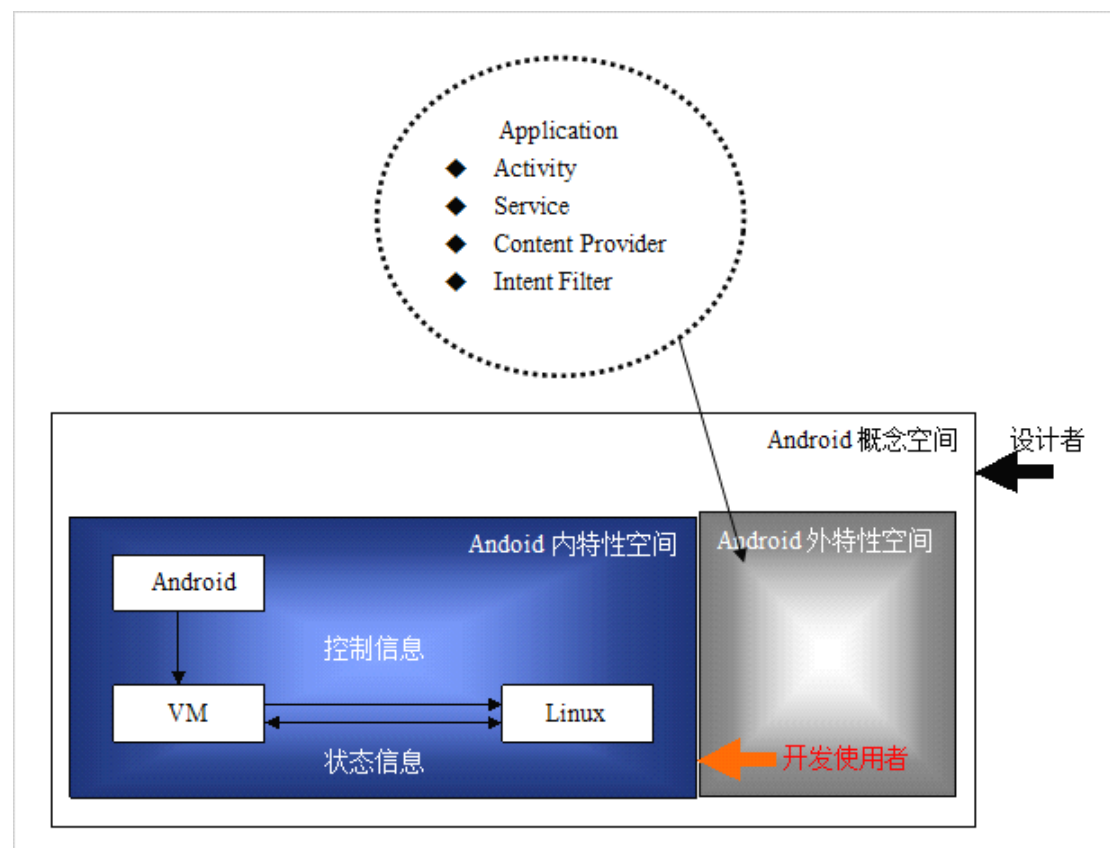 Application
◆ Activity
◆ Service
◆ Content Provider
◆ Intent Filter
Android 概念空间
设计者
Andoid 内特性空间
Android 外特性空间
Android
控制信息
VM
Linux
状态信息
开发使用者